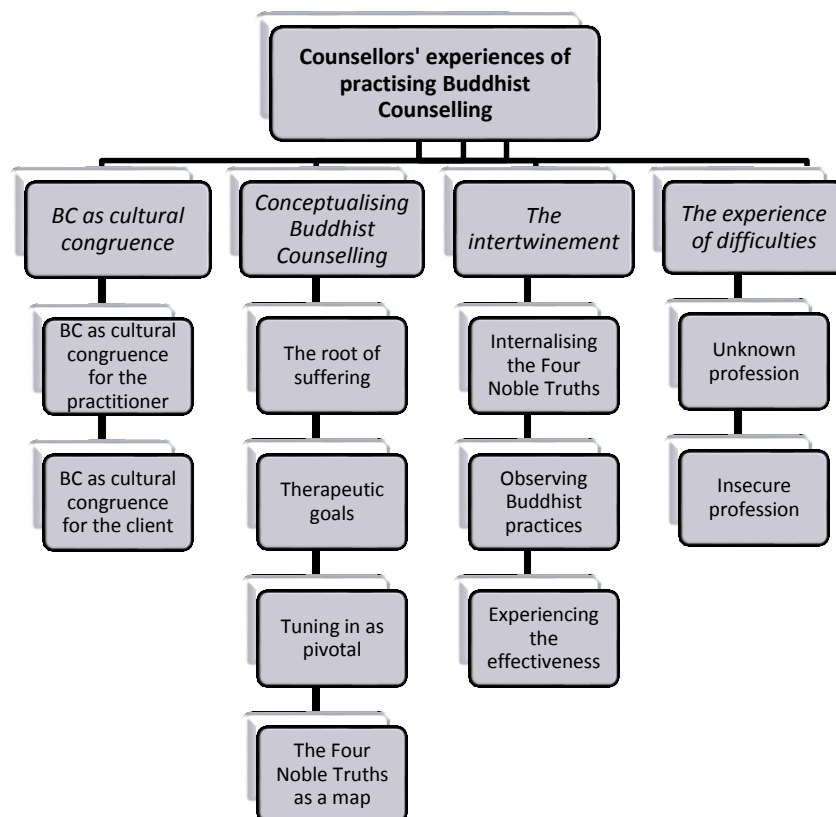 Counsellors' experiences of
practising Buddhist
Counselling
BC as cultural
congruence
BC as cultural
congruence
for the
practitioner
BC as cultural
congruence
for the client
Conceptualising
Buddhist
Counselling
The root of
suffering
Therapeutic
goals
Tuning in as
pivotal
The Four
Noble Truths
as a map
The
intertwinement
Internalising
the Four
Noble Truths
Observing
Buddhist
practices
Experiencing
the
effectiveness
The experience
of difficulties
Unknown
profession
Insecure
profession